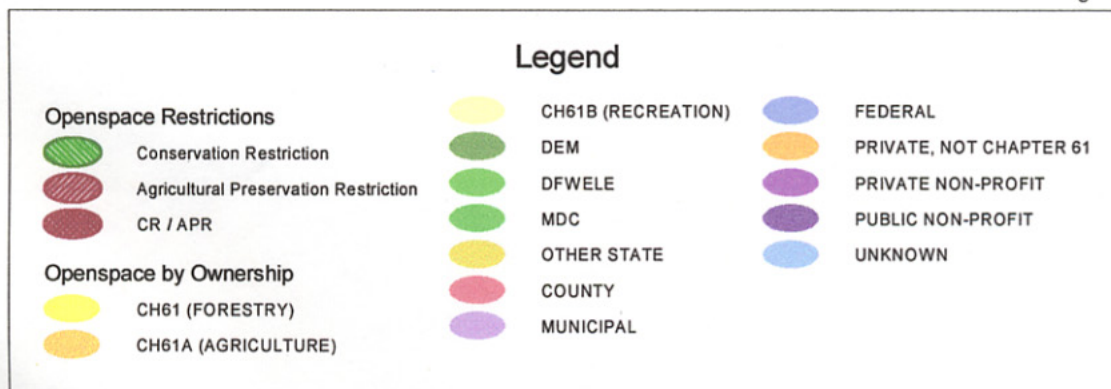 Legend
Openspace Restrictions
Conservation Restriction
Agricultural Preservation Restriction
CR / APR
Openspace by Ownership
CH61 (FORESTRY)
CH61A (AGRICULTURE)
CH61B (RECREATION)
DEM
DFWELE
MDC
OTHER STATE
COUNTY
MUNICIPAL
FEDERAL
PRIVATE, NOT CHAPTER 61
PRIVATE NON-PROFIT
PUBLIC NON-PROFIT
UNKNOWN